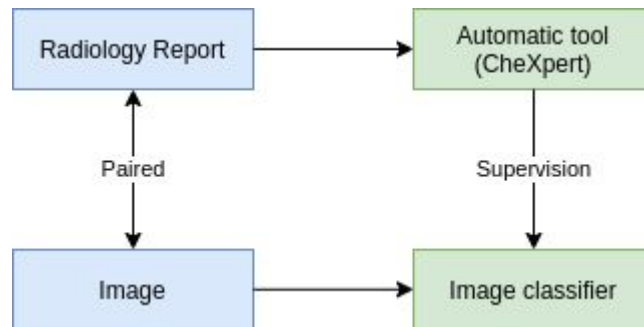 Radiology Report
Automatic tool
(CheXpert)
Paired
Supervision
Image
Image classifier